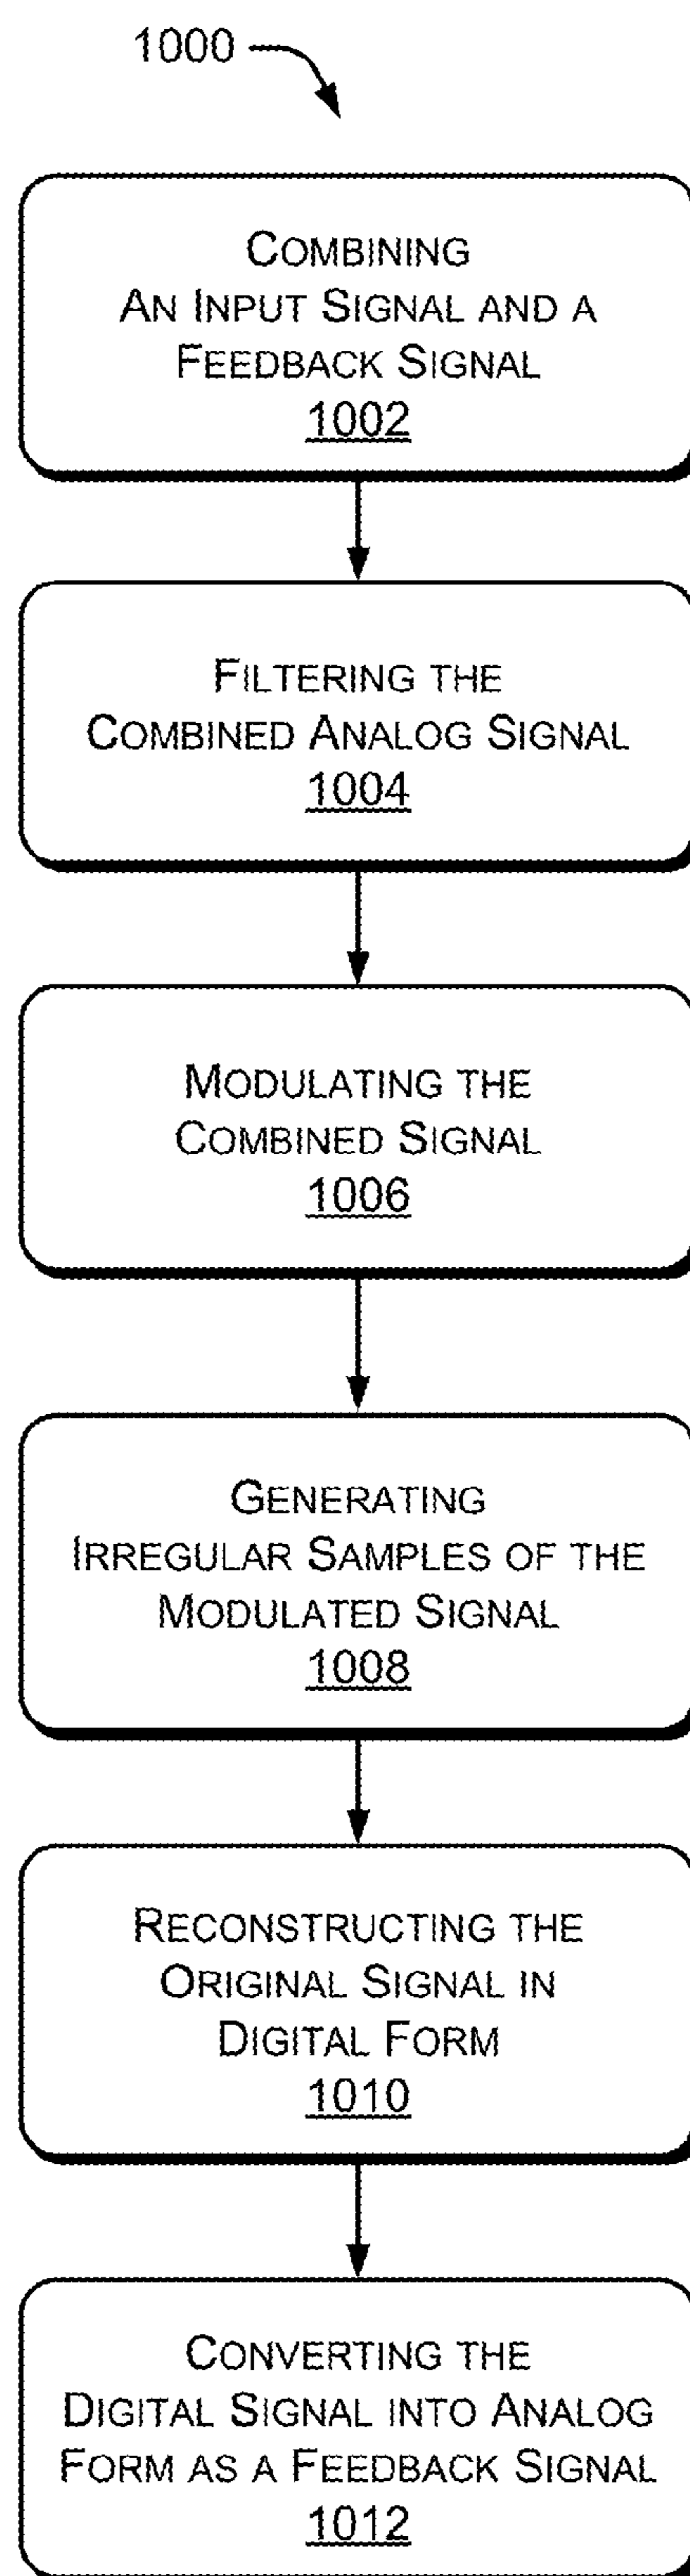 1000
COMBINING
AN INPUT SIGNAL AND A
FEEDBACK SIGNAL
1002
FILTERING THE
COMBINED ANALOG SIGNAL
1004
MODULATING THE
COMBINED SIGNAL
1006
GENERATING
IRREGULAR SAMPLES OF THE
MODULATED SIGNAL
1008
RECONSTRUCTING THE
ORIGINAL SIGNAL IN
DIGITAL FORM
1010
CONVERTING THE
DIGITAL SIGNAL INTO ANALOG
FORM AS A FEEDBACK SIGNAL
1012